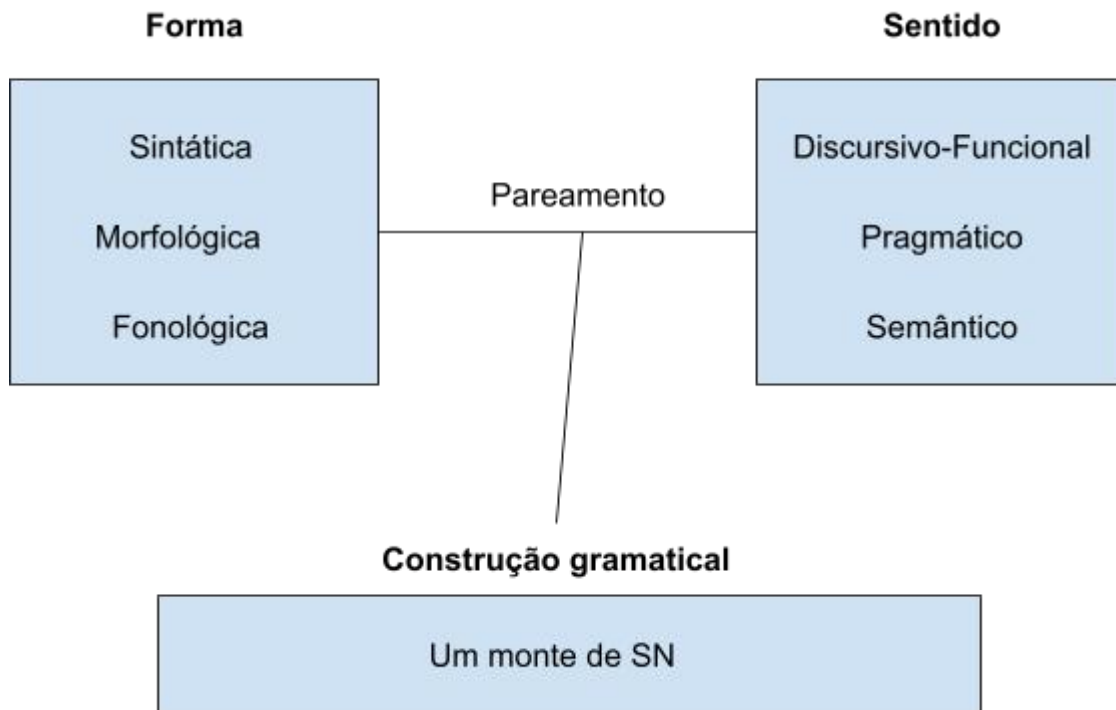 Forma
Sentido
Sintática
Morfológica
Fonológica
Pareamento
Discursivo-Funcional
Pragmático
Semântico
Construção gramatical
Um monte de SN